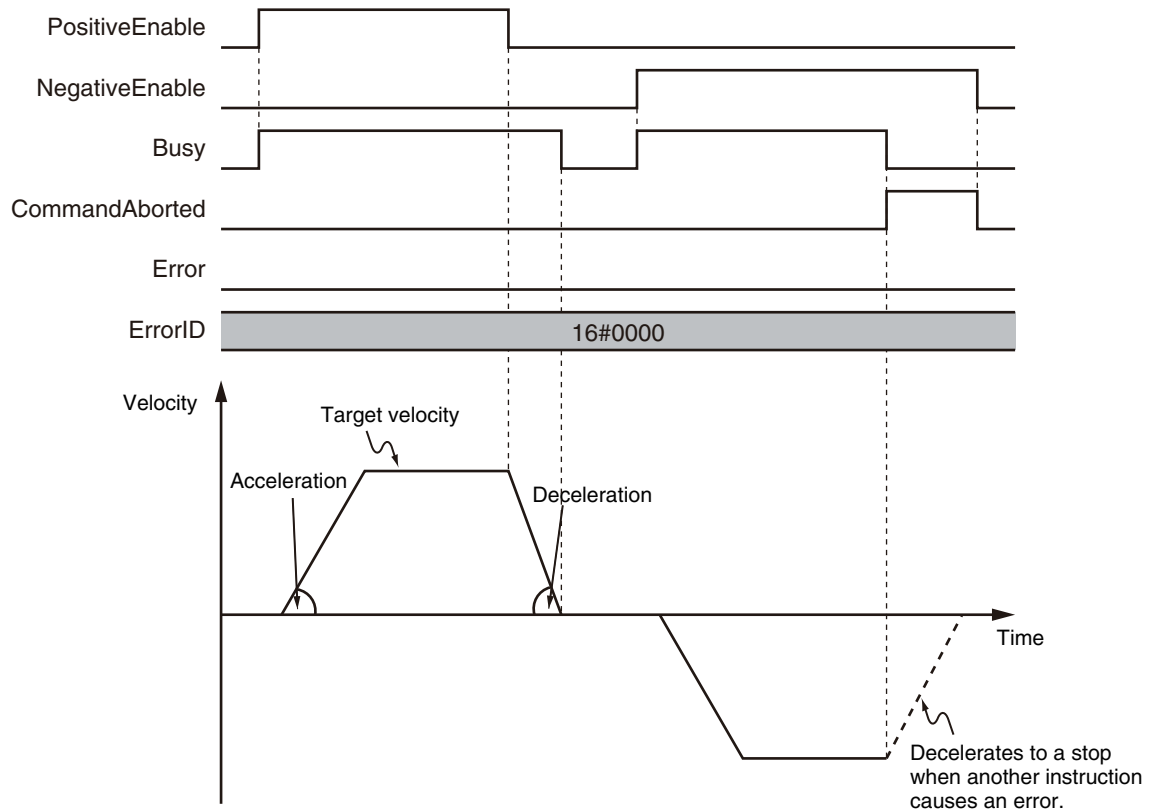 PositiveEnable
NegativeEnable
Busy
CommandAborted
Error
ErrorID
16#0000
Velocity
Target velocity
Acceleration
Deceleration
Time
Decelerates to a stop
when another instruction
causes an error.